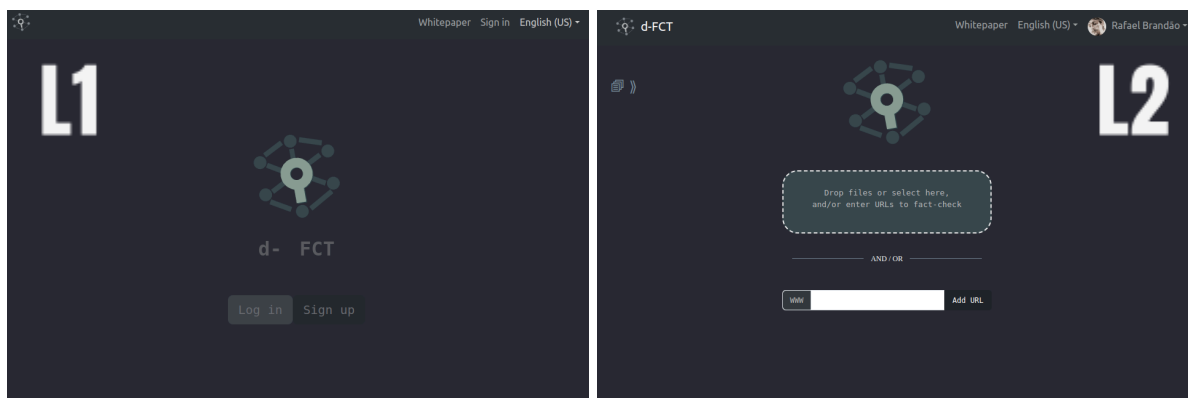 Whitepaper Sign in English (US)
L1
d- FCT
Log in Sign up
d-FCT Whitepaper English (US) Rafael Brandão
L2
Drop files or select here,
and/or enter URLs to fact-check
AND / OR
WWW Add URL